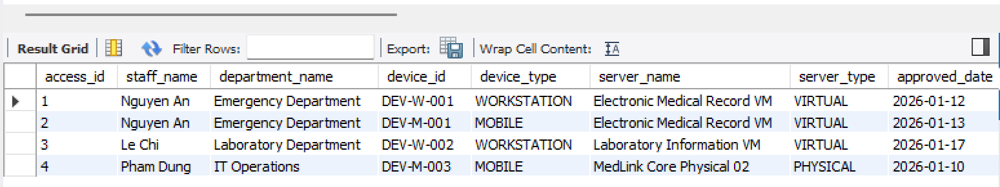 Result Grid Filter Rows: Export: Wrap Cell Content: IA
access_id staff_name department_name device_id device_type server_name server_type approved_date
1 Nguyen An Emergency Department DEV-W-001 WORKSTATION Electronic Medical Record VM VIRTUAL 2026-01-12
2 Nguyen An Emergency Department DEV-M-001 MOBILE Electronic Medical Record VM VIRTUAL 2026-01-13
3 Le Chi Laboratory Department DEV-W-002 WORKSTATION Laboratory Information VM VIRTUAL 2026-01-17
4 Pham Dung IT Operations DEV-M-003 MOBILE MedLink Core Physical 02 PHYSICAL 2026-01-10